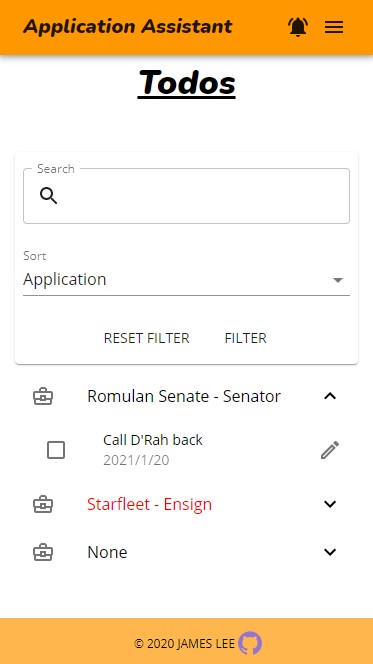 Application Assistant
Todos
Search
Sort
Application
RESET FILTER FILTER
Romulan Senate - Senator
Call D'Rah back
2021/1/20
Starfleet - Ensign
None
© 2020 JAMES LEE